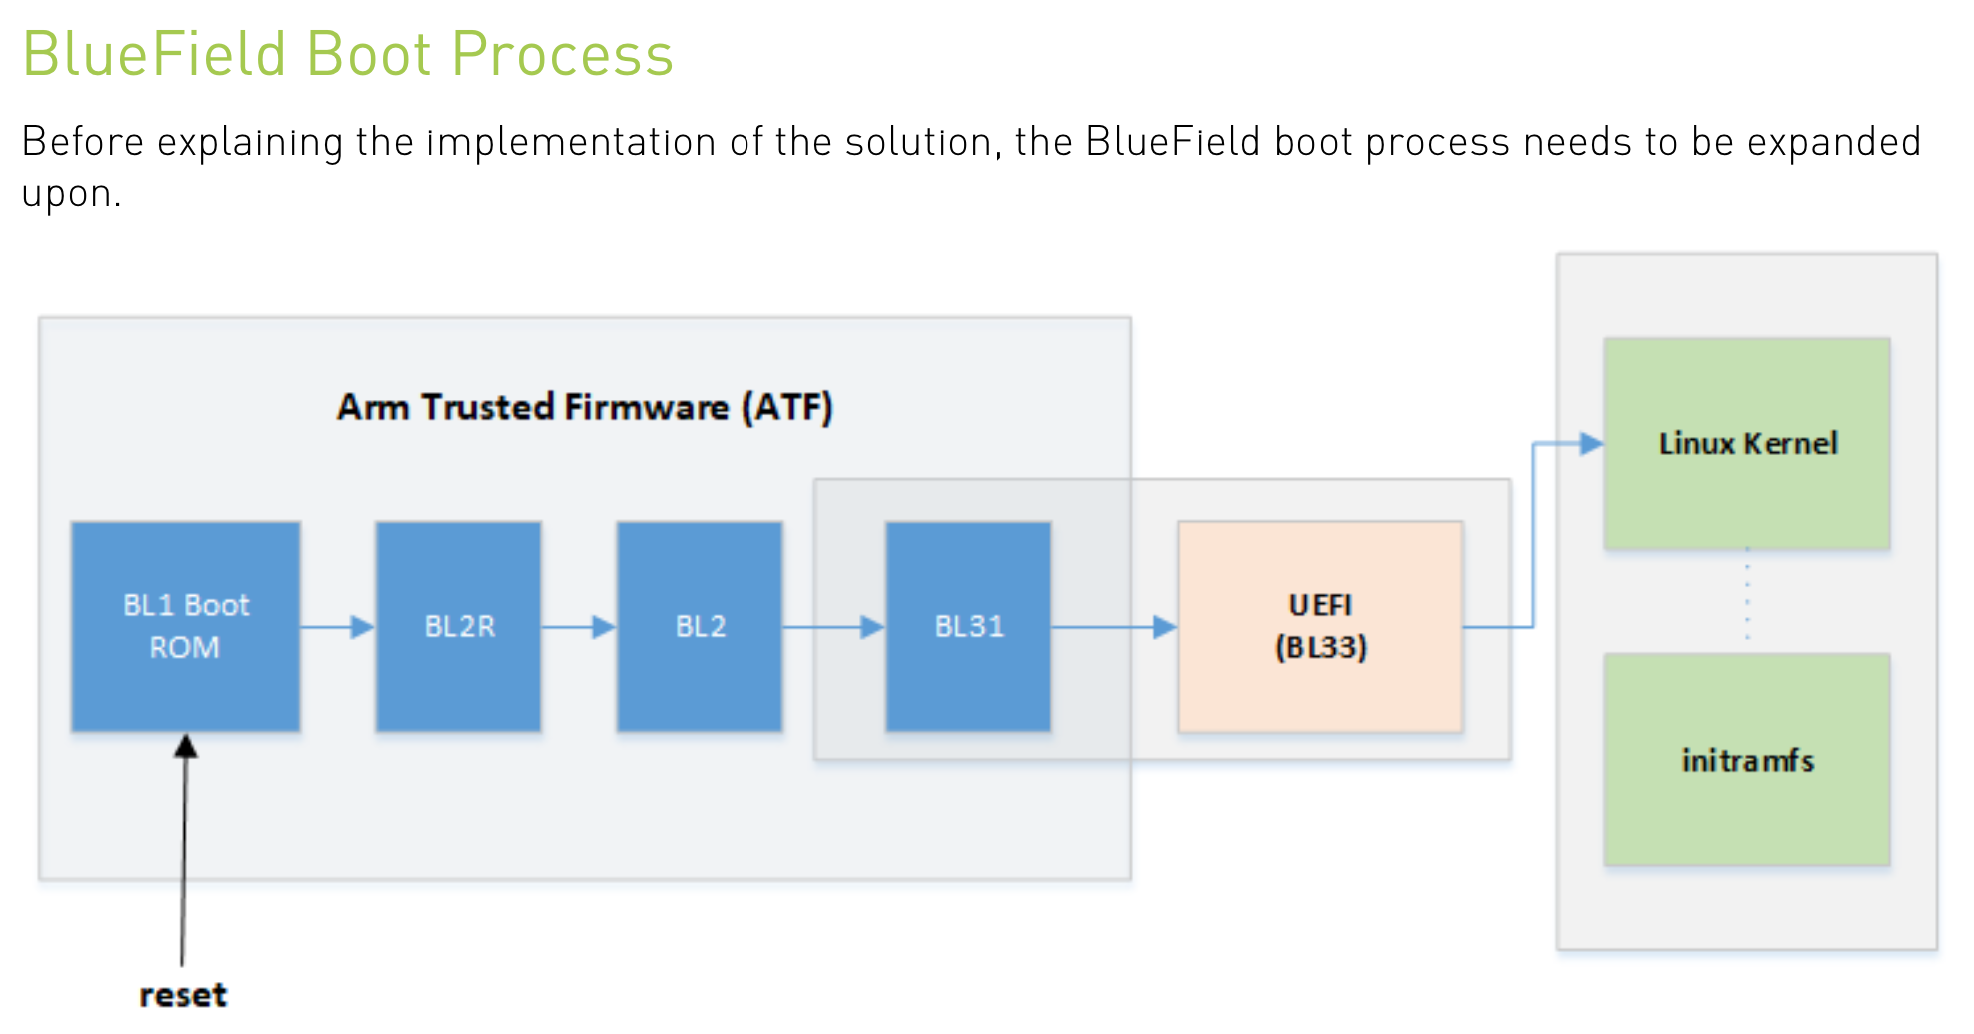 BlueField Boot Process
Before explaining the implementation of the solution, the BlueField boot process needs to be expanded
upon.
Arm Trusted Firmware (ATF)
BL1 Boot
ROM
BL2R
BL2
BL31
UEFI
(BL33)
Linux Kernel
initramfs
reset